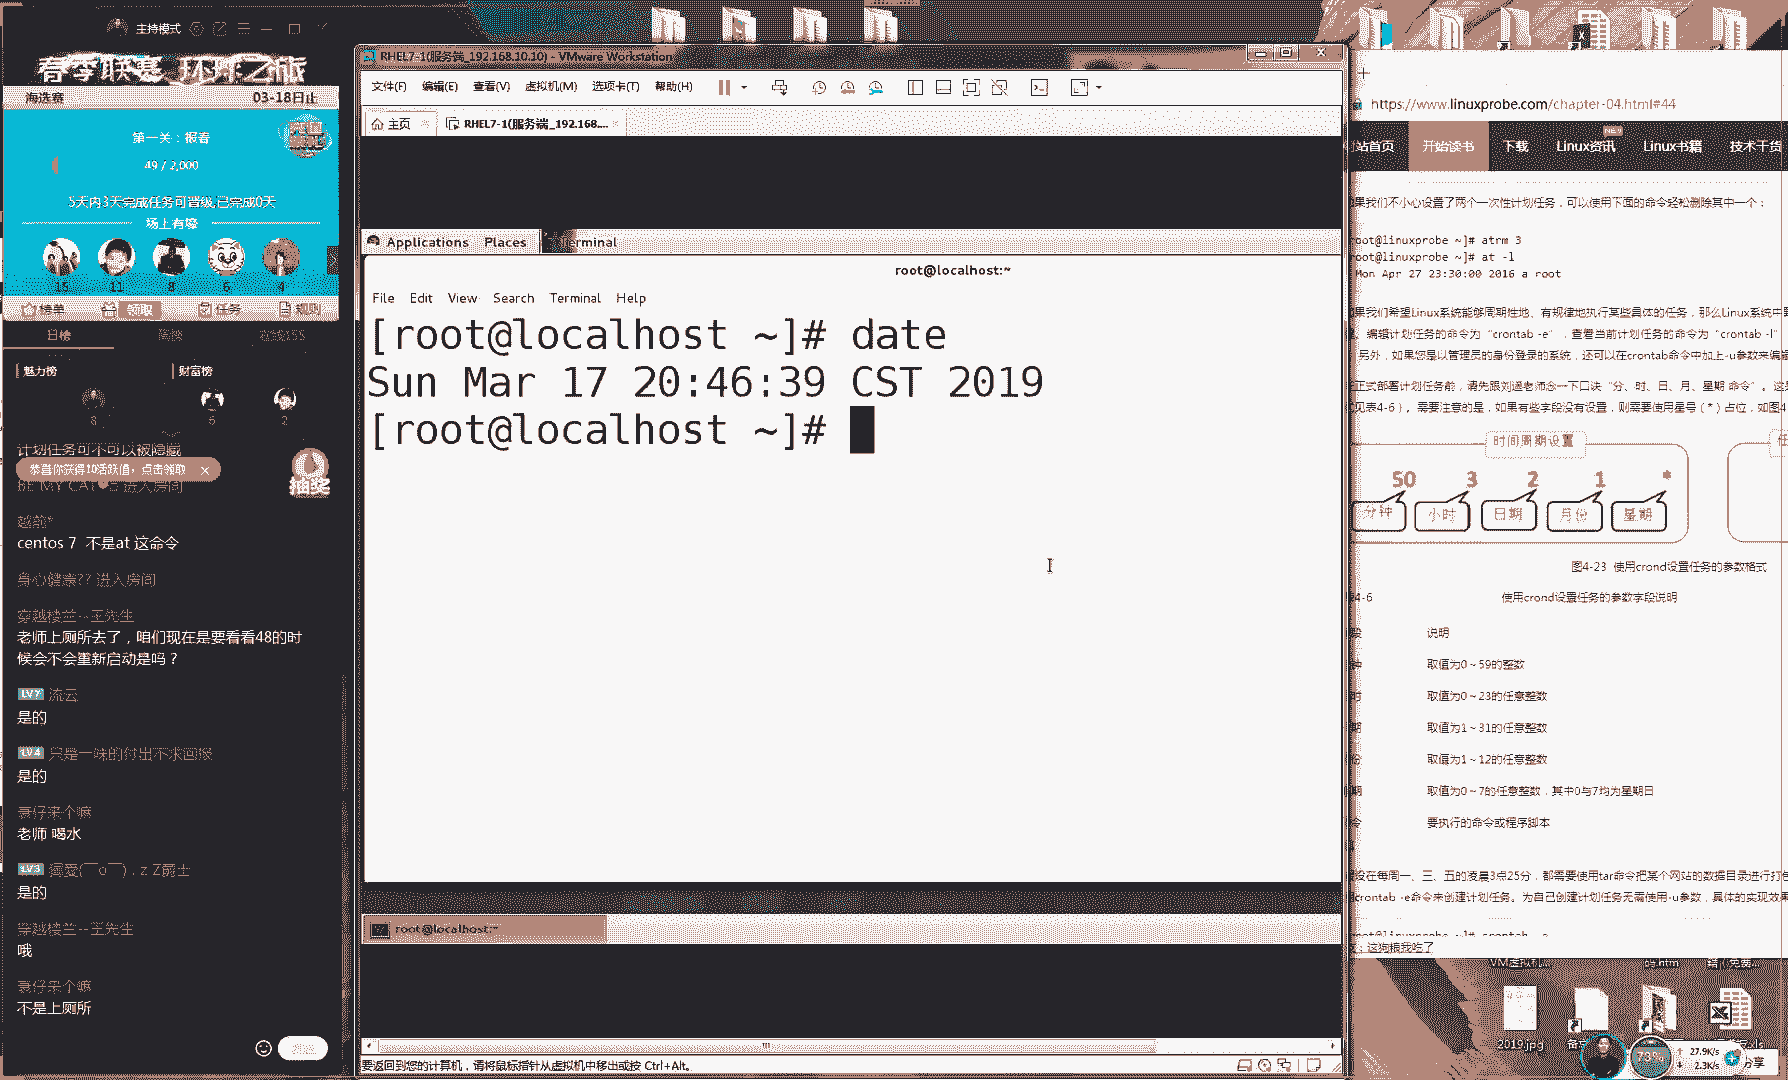 主持模式
春季联赛 环球之旅
海选赛 03-18日止
第一关：报春
49 / 2,000
5天内3天完成任务可晋级,已完成0天
场上有您
15 11 8 6 4
榜单 领取 任务 规则
日榜
魅力榜 财富榜
8 6 2
计划任务可不可以被隐藏
恭喜你获得10活跃值，点击领取
BE MY CAT 进入房间
抽奖
越前*
centos 7 不是at 这命令
身心健康?? 进入房间
穿越楼兰--王先生
老师上厕所去了，咱们现在是要看看48的时
候会不会重新启动是吗？
LV7 流云
是的
LV4 只是一味的付出不求回报
是的
老师 喝水
LV3
是的
穿越楼兰--王先生
哦
不是上厕所
RHEL7-1(服务端_192.168.10.10) - VMware Workstation
文件(F) 编辑(E) 查看(V) 虚拟机(M) 选项卡(T) 帮助(H)
主页 RHEL7-1(服务端_192.168....
Applications Places Terminal
root@localhost:~
File Edit View Search Terminal Help
[root@localhost ~]# date
Sun Mar 17 20:46:39 CST 2019
[root@localhost ~]#
root@localhost:~
要返回到您的计算机，请将鼠标指针从虚拟机中移出或按 Ctrl+Alt。
https://www.linuxprobe.com/chapter-04.html#44
站首页 开始读书 下载 Linux资讯 NEW Linux书籍 技术干货
果我们不小心设置了两个一次性计划任务，可以使用下面的命令轻松删除其中一个：
root@linuxprobe ~]# atrm 3
root@linuxprobe ~]# at -l
Mon Apr 27 23:30:00 2016 a root
果我们希望Linux系统能够周期性地、有规律地执行某些具体的任务，那么Linux系统中
编辑计划任务的命令为“crontab -e”，查看当前计划任务的命令为“crontab -l”
另外，如果您是以管理员的身份登录的系统，还可以在crontab命令中加上-u参数来编辑
正式部署计划任务前，请先跟刘遄老师念一下口诀“分、时、日、月、星期 命令”。这
见表4-6）。需要注意的是，如果有些字段没有设置，则需要使用星号（*）占位，如图4
时间周期设置
50 3 2 1 *
分钟 小时 日期 月份 星期
图4-23 使用crond设置任务的参数格式
4-6 使用crond设置任务的参数字段说明
说明
取值为0～59的整数
取值为0～23的任意整数
取值为1～31的任意整数
取值为1～12的任意整数
取值为0～7的任意整数，其中0与7均为星期日
要执行的命令或程序脚本
设在每周一、三、五的凌晨3点25分，都需要使用tar命令把某个网站的数据目录进行打包
crontab -e命令来创建计划任务。为自己创建计划任务无需使用-u参数，具体的实现效果
root@linuxprobe ~]# crontab -e
：这狗粮我吃了
2019.jpg
73%
27.9K/s
2.3K/s
分享